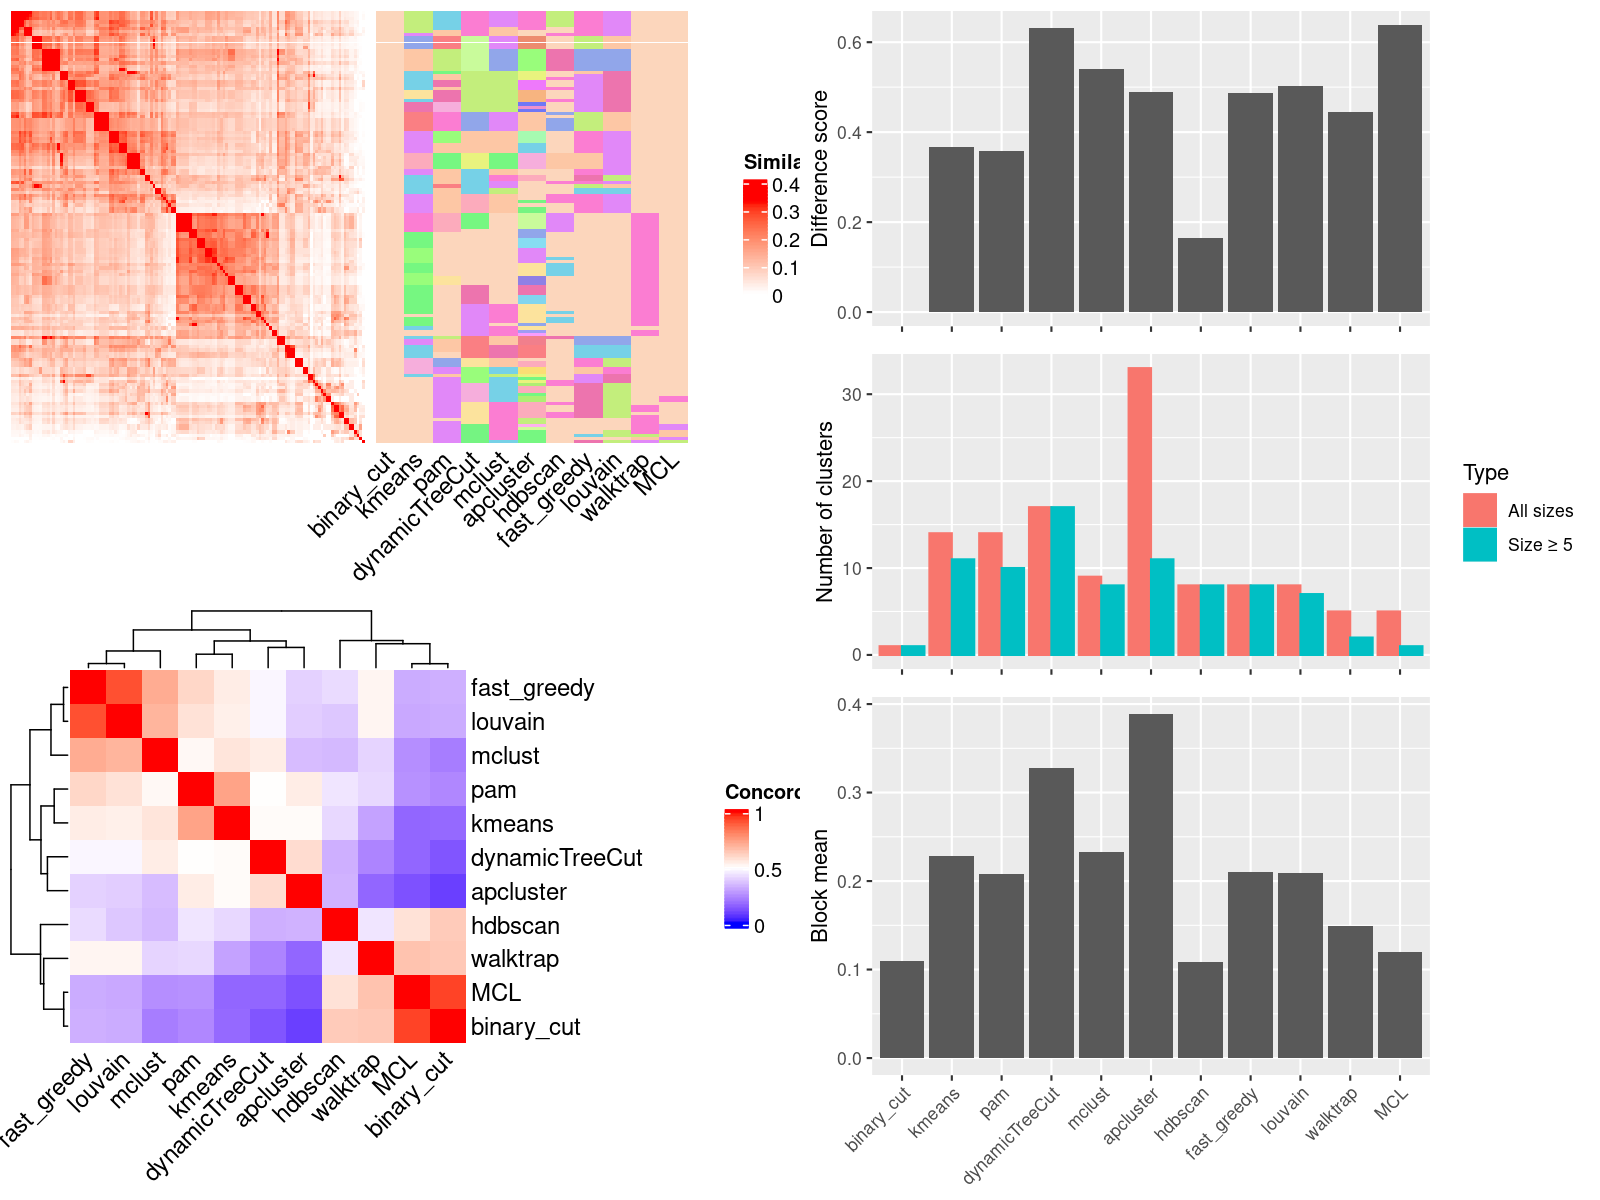 Simila
0.4
0.3
0.2
0.1
0
binary_cut
kmeans
pam
dynamicTreeCut
mclust
apcluster
hdbscan
fast_greedy
louvain
walktrap
MCL
fast_greedy
louvain
mclust
pam
kmeans
dynamicTreeCut
apcluster
hdbscan
walktrap
MCL
binary_cut
fast_greedy
louvain
mclust
pam
kmeans
dynamicTreeCut
apcluster
hdbscan
walktrap
MCL
binary_cut
Concord
1
0.5
0
Difference score
0.6
0.4
0.2
0.0
Number of clusters
30
20
10
0
Type
All sizes
Size ≥ 5
Block mean
0.4
0.3
0.2
0.1
0.0
binary_cut
kmeans
pam
dynamicTreeCut
mclust
apcluster
hdbscan
fast_greedy
louvain
walktrap
MCL